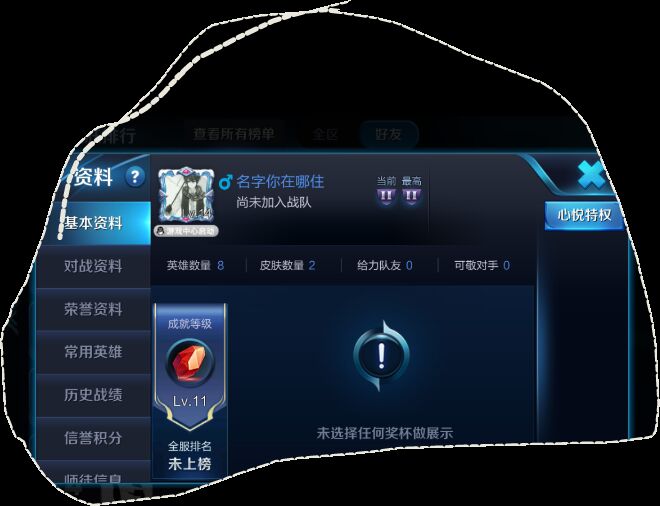 排行 查看所有榜单 全区 好友
资料 ?
名字你在哪住
尚未加入战队
当前 最高
II II
Lv.14
游戏中心启动
心悦特权
基本资料
对战资料
荣誉资料
常用英雄
历史战绩
信誉积分
师徒信息
英雄数量 8 皮肤数量 2 给力队友 0 可敬对手 0
成就等级
Lv.11
全服排名
未上榜
!
未选择任何奖杯做展示